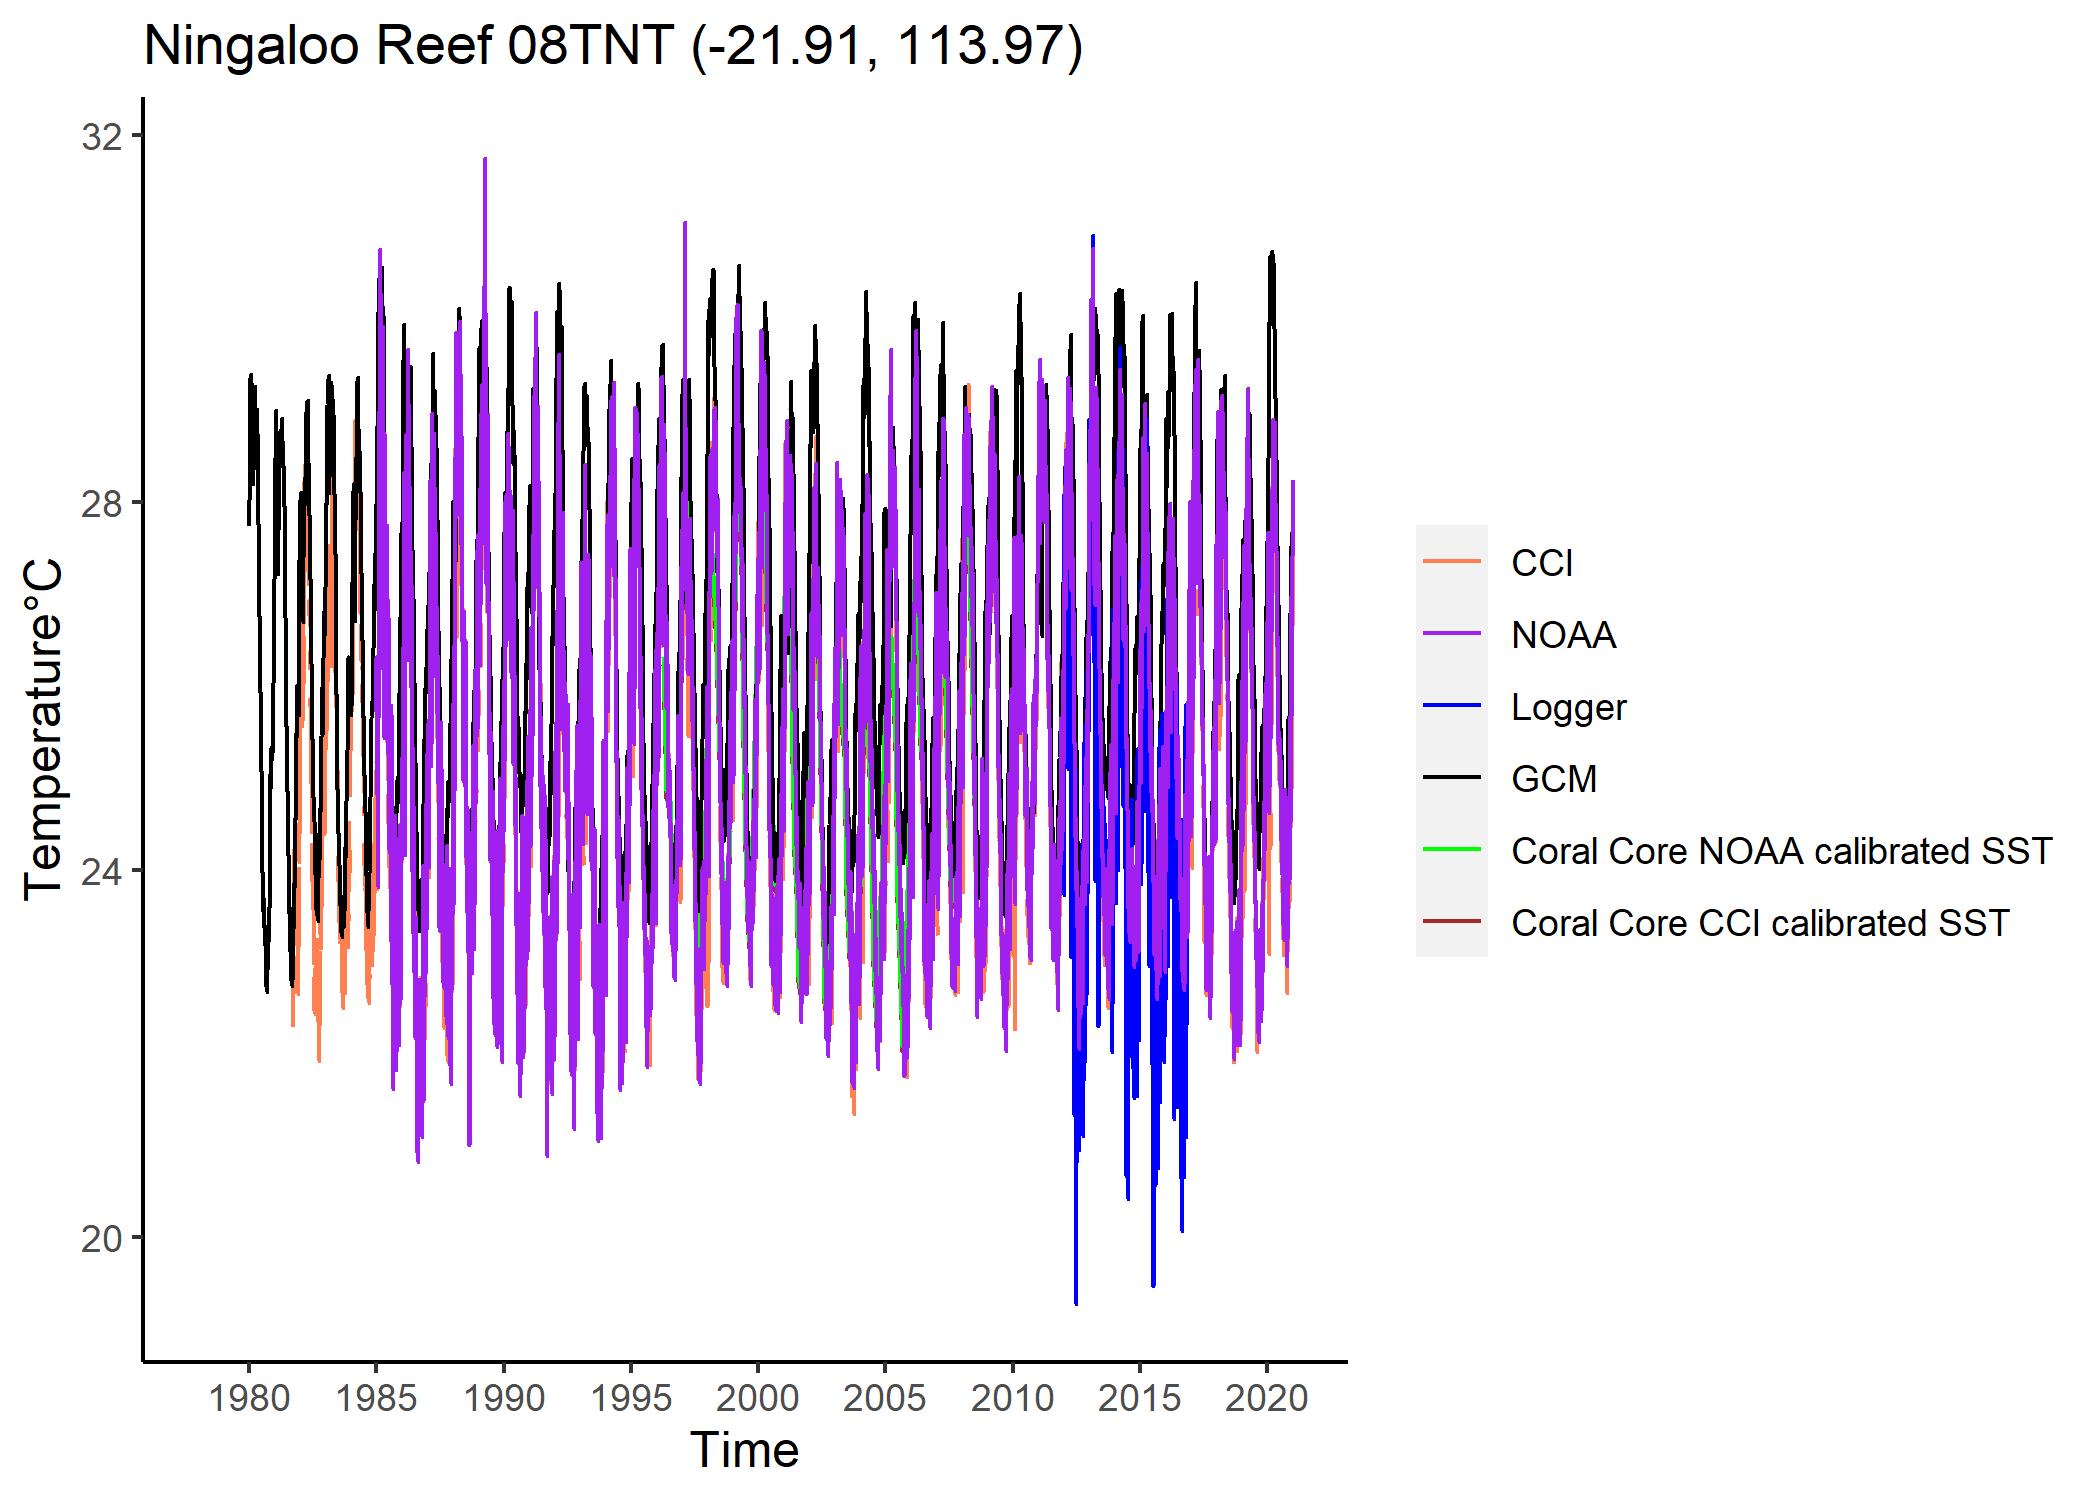 Ningaloo Reef 08TNT (-21.91, 113.97)
32
28
24
20
Temperature°C
1980 1985 1990 1995 2000 2005 2010 2015 2020
Time
CCI
NOAA
Logger
GCM
Coral Core NOAA calibrated SST
Coral Core CCI calibrated SST